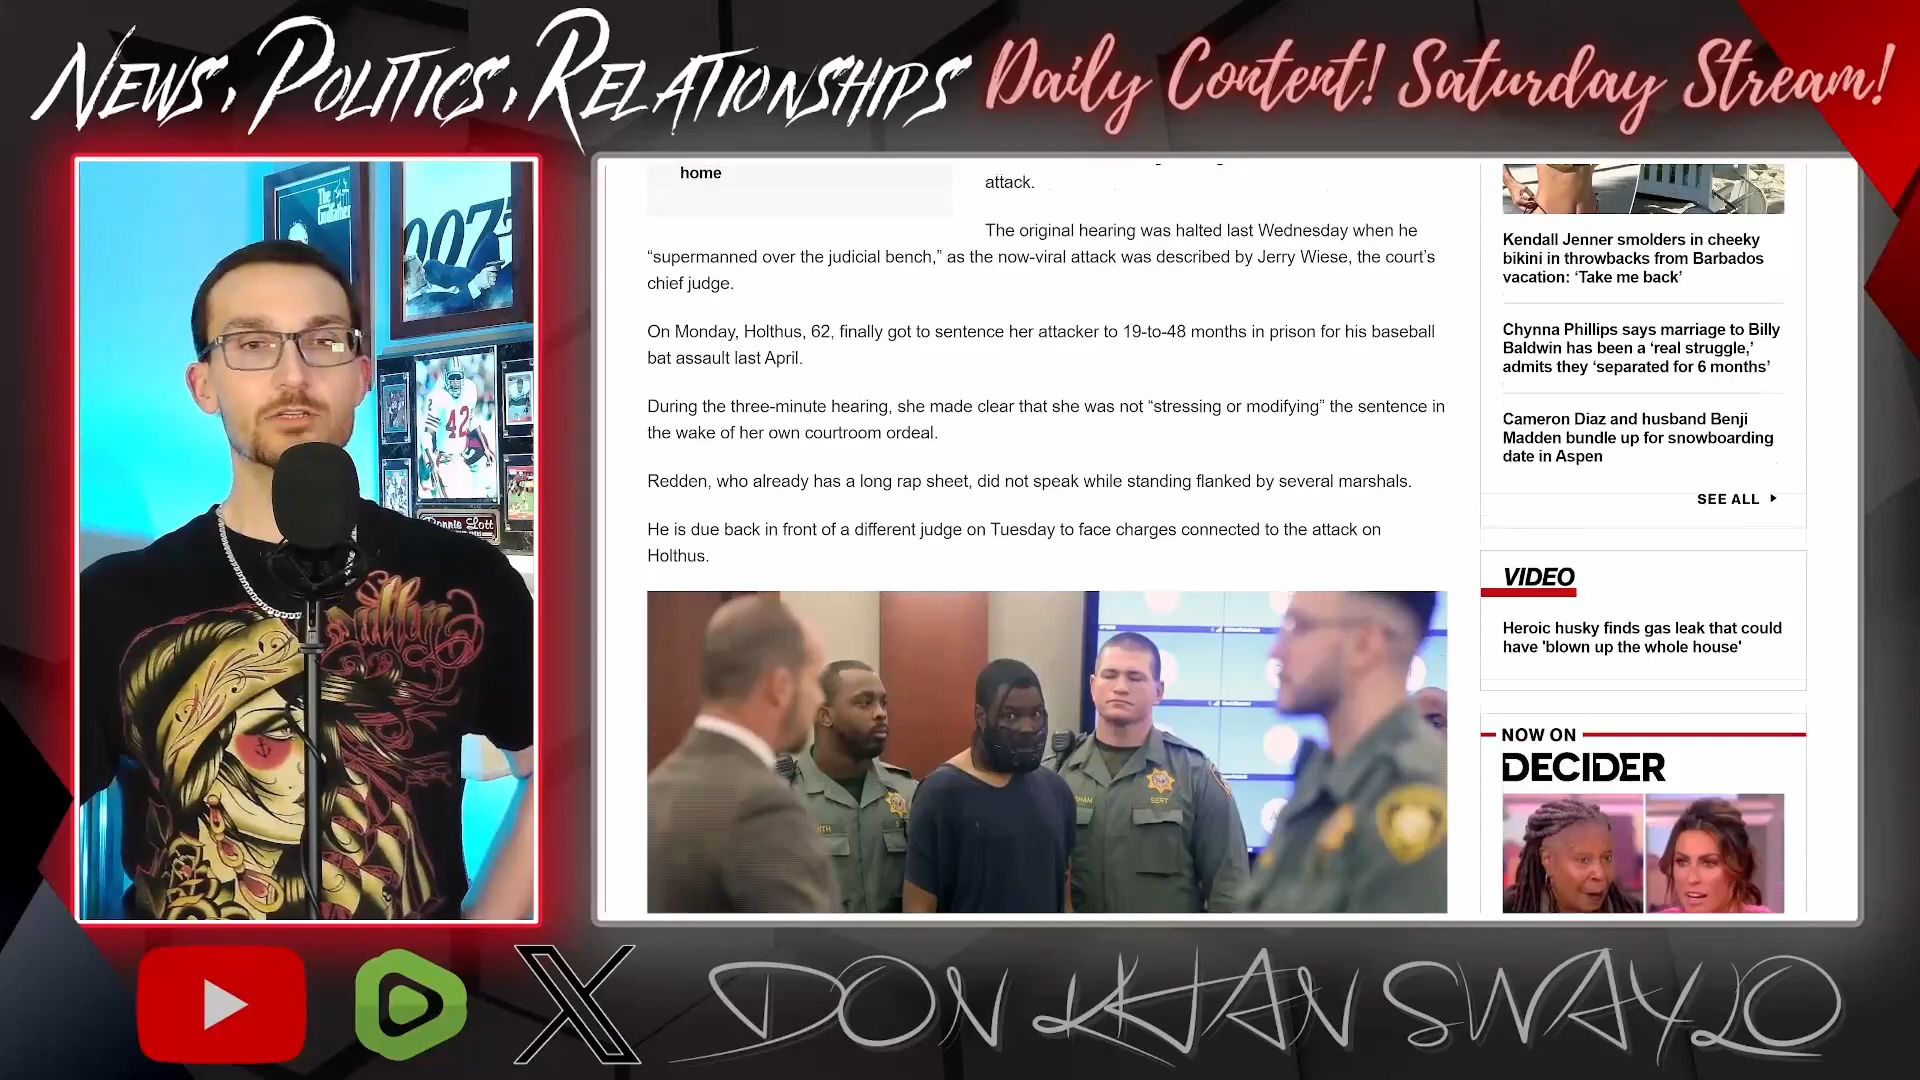 News, Politics, Relationships
Daily Content! Saturday Stream!
The
Godfather
007
42
Ronnie Lott
Sullen
home
attack.
The original hearing was halted last Wednesday when he
“supermanned over the judicial bench,” as the now-viral attack was described by Jerry Wiese, the court’s
chief judge.
On Monday, Holthus, 62, finally got to sentence her attacker to 19-to-48 months in prison for his baseball
bat assault last April.
During the three-minute hearing, she made clear that she was not “stressing or modifying” the sentence in
the wake of her own courtroom ordeal.
Redden, who already has a long rap sheet, did not speak while standing flanked by several marshals.
He is due back in front of a different judge on Tuesday to face charges connected to the attack on
Holthus.
SERT
Kendall Jenner smolders in cheeky
bikini in throwbacks from Barbados
vacation: ‘Take me back’
Chynna Phillips says marriage to Billy
Baldwin has been a ‘real struggle,’
admits they ‘separated for 6 months’
Cameron Diaz and husband Benji
Madden bundle up for snowboarding
date in Aspen
SEE ALL
VIDEO
Heroic husky finds gas leak that could
have 'blown up the whole house'
NOW ON
DECIDER
X DON KHAN SWAYLO